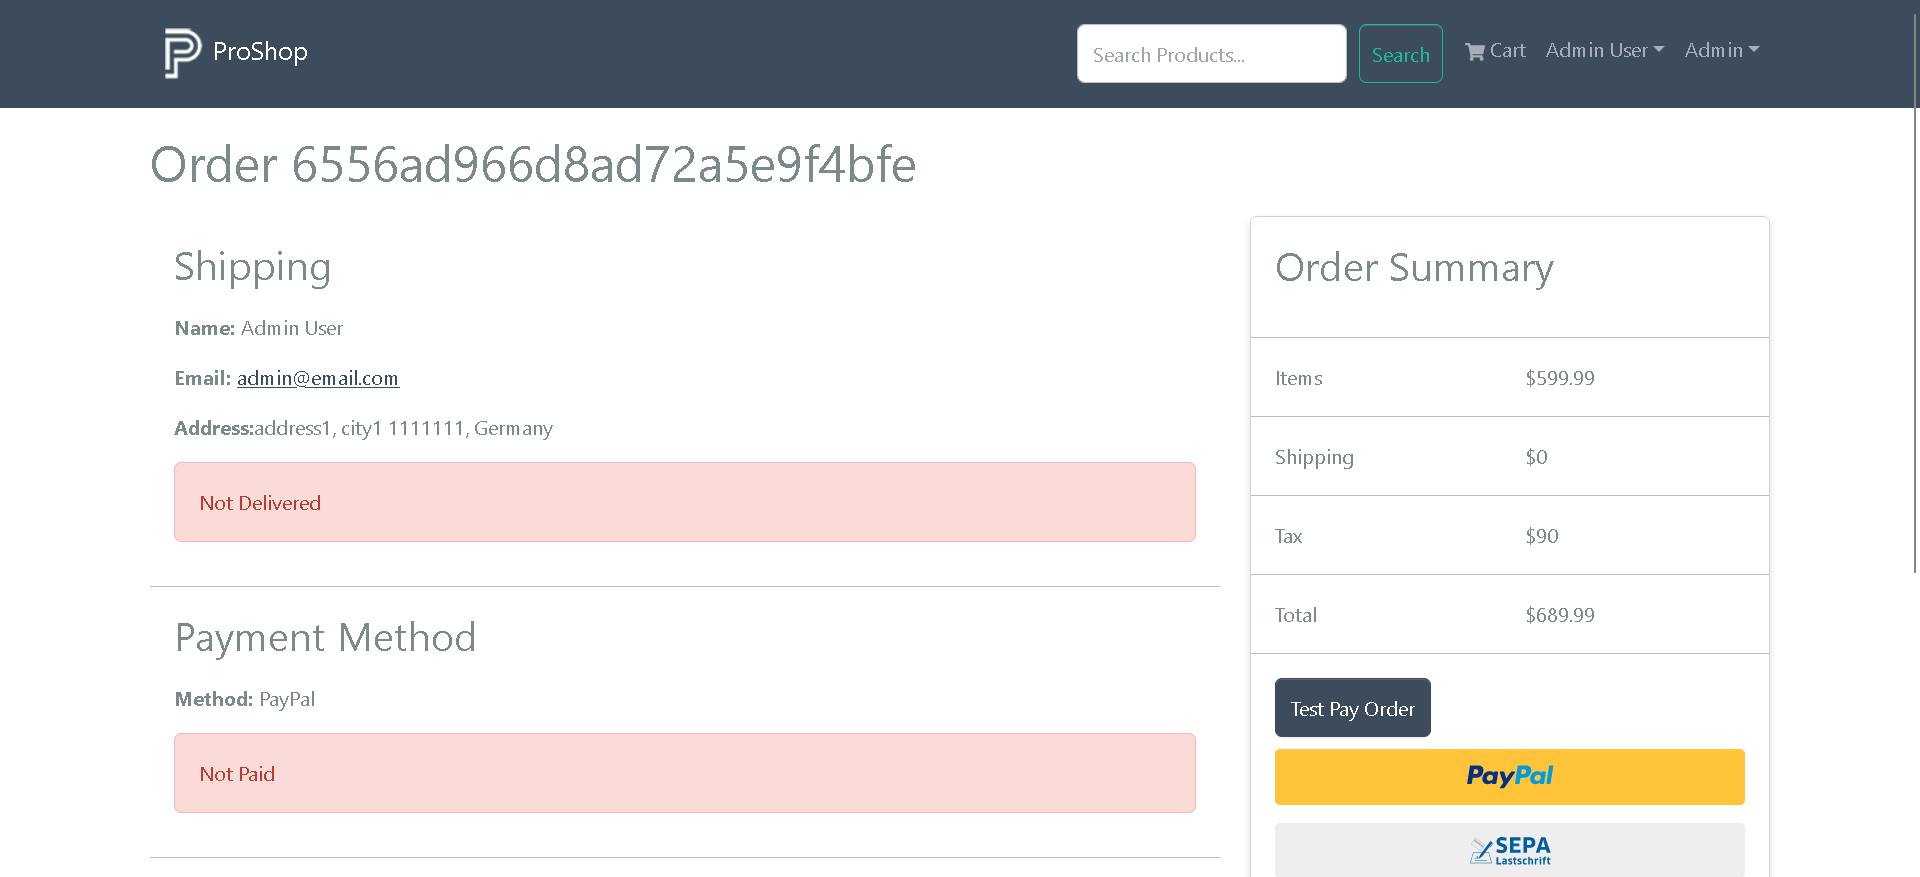 ProShop
Search Products...
Search
Cart
Admin User
Admin
Order 6556ad966d8ad72a5e9f4bfe
Shipping
Name: Admin User
Email: admin@email.com
Address:address1, city1 1111111, Germany
Not Delivered
Payment Method
Method: PayPal
Not Paid
Order Summary
Items $599.99
Shipping $0
Tax $90
Total $689.99
Test Pay Order
PayPal
SEPA
Lastschrift